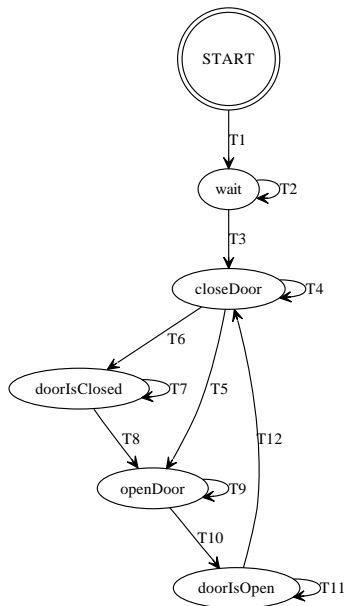 START
T1
wait
T2
T3
closeDoor
T4
T6
doorIsClosed
T7
T5
T8
T12
openDoor
T9
T10
doorIsOpen
T11